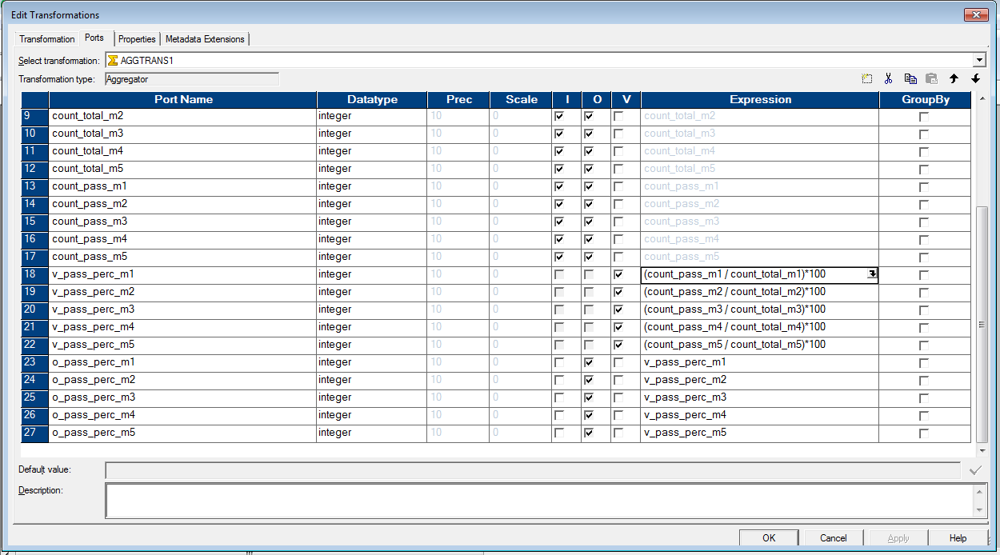 Edit Transformations
Transformation Ports Properties Metadata Extensions
Select transformation: AGGTRANS1
Transformation type: Aggregator
Port Name Datatype Prec Scale I O V Expression GroupBy
9 count_total_m2 integer 10 0 count_total_m2
10 count_total_m3 integer 10 0 count_total_m3
11 count_total_m4 integer 10 0 count_total_m4
12 count_total_m5 integer 10 0 count_total_m5
13 count_pass_m1 integer 10 0 count_pass_m1
14 count_pass_m2 integer 10 0 count_pass_m2
15 count_pass_m3 integer 10 0 count_pass_m3
16 count_pass_m4 integer 10 0 count_pass_m4
17 count_pass_m5 integer 10 0 count_pass_m5
18 v_pass_perc_m1 integer 10 0 (count_pass_m1 / count_total_m1)*100
19 v_pass_perc_m2 integer 10 0 (count_pass_m2 / count_total_m2)*100
20 v_pass_perc_m3 integer 10 0 (count_pass_m3 / count_total_m3)*100
21 v_pass_perc_m4 integer 10 0 (count_pass_m4 / count_total_m4)*100
22 v_pass_perc_m5 integer 10 0 (count_pass_m5 / count_total_m5)*100
23 o_pass_perc_m1 integer 10 0 v_pass_perc_m1
24 o_pass_perc_m2 integer 10 0 v_pass_perc_m2
25 o_pass_perc_m3 integer 10 0 v_pass_perc_m3
26 o_pass_perc_m4 integer 10 0 v_pass_perc_m4
27 o_pass_perc_m5 integer 10 0 v_pass_perc_m5
Default value:
Description:
OK Cancel Apply Help